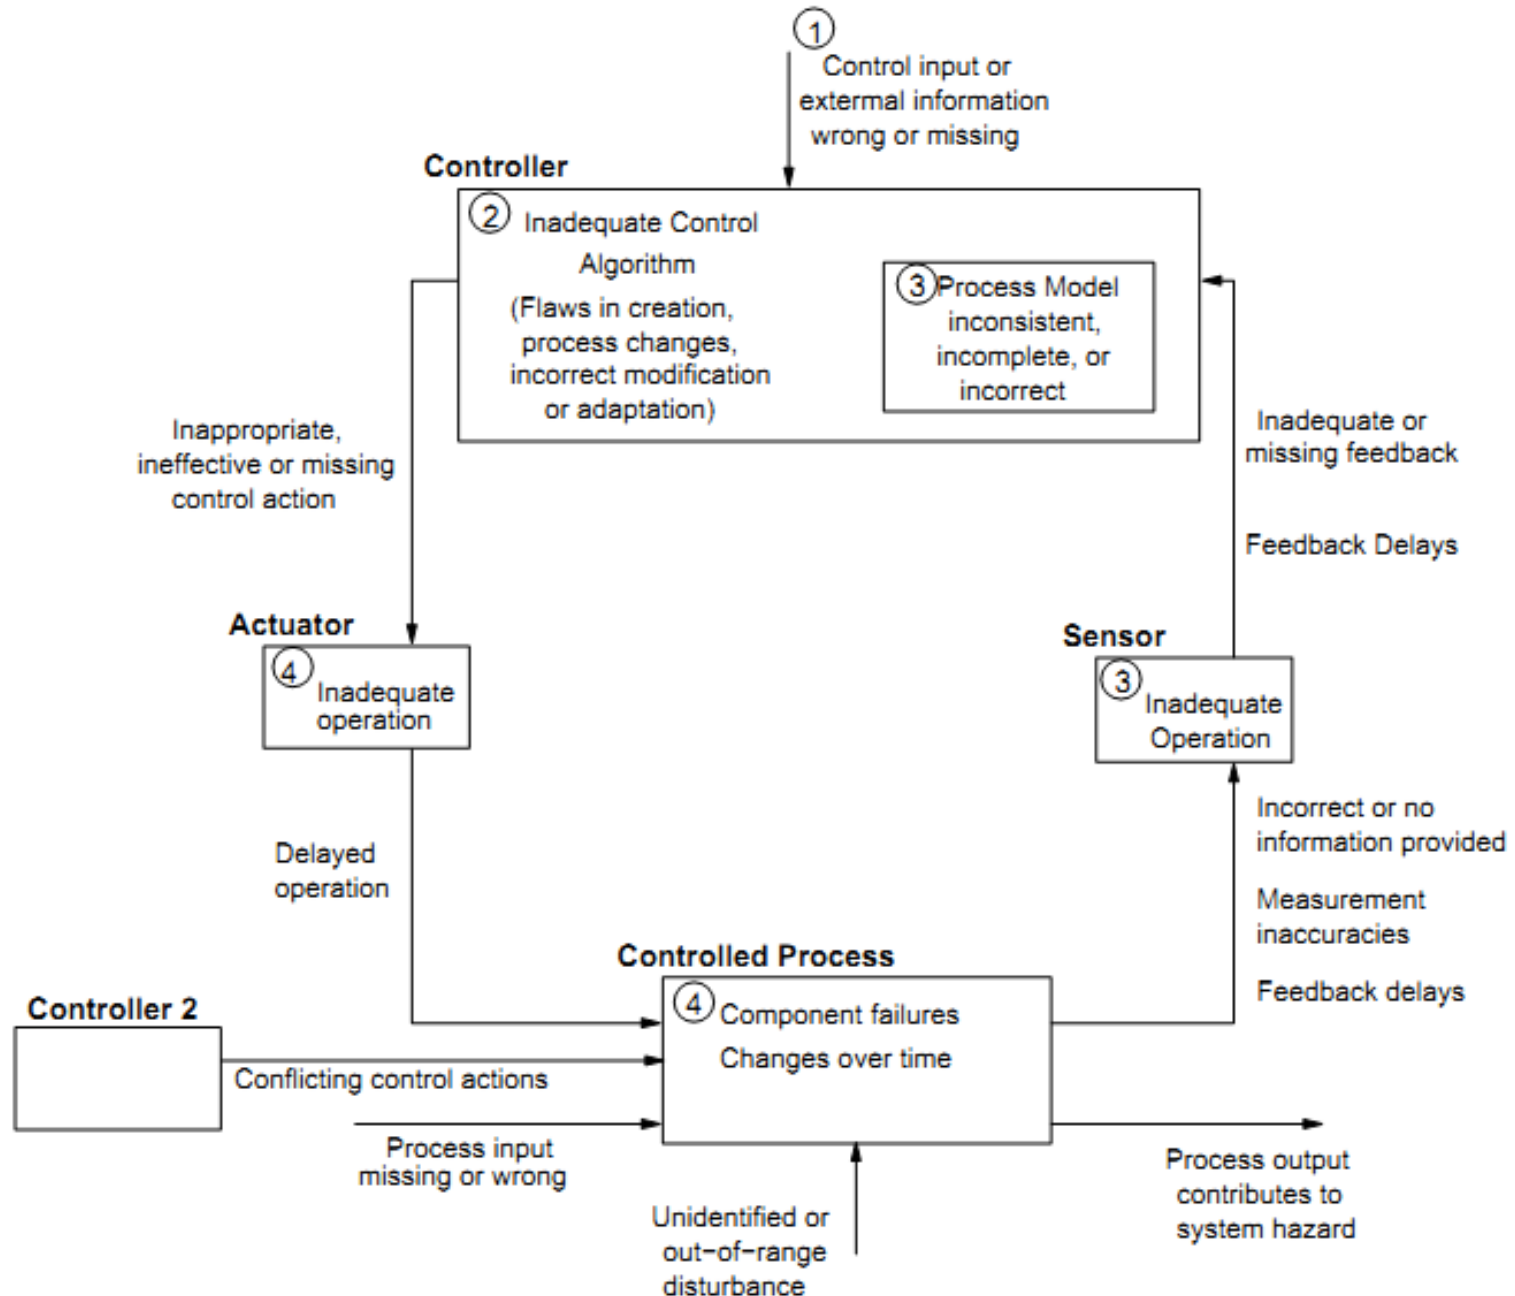 1
Control input or
extermal information
wrong or missing
Controller
2
Inadequate Control
Algorithm
(Flaws in creation,
process changes,
incorrect modification
or adaptation)
3
Process Model
inconsistent,
incomplete, or
incorrect
Inappropriate,
ineffective or missing
control action
Inadequate or
missing feedback
Feedback Delays
Actuator
4
Inadequate
operation
Sensor
3
Inadequate
Operation
Delayed
operation
Incorrect or no
information provided
Measurement
inaccuracies
Feedback delays
Controlled Process
4
Component failures
Changes over time
Controller 2
Conflicting control actions
Process input
missing or wrong
Unidentified or
out−of−range
disturbance
Process output
contributes to
system hazard